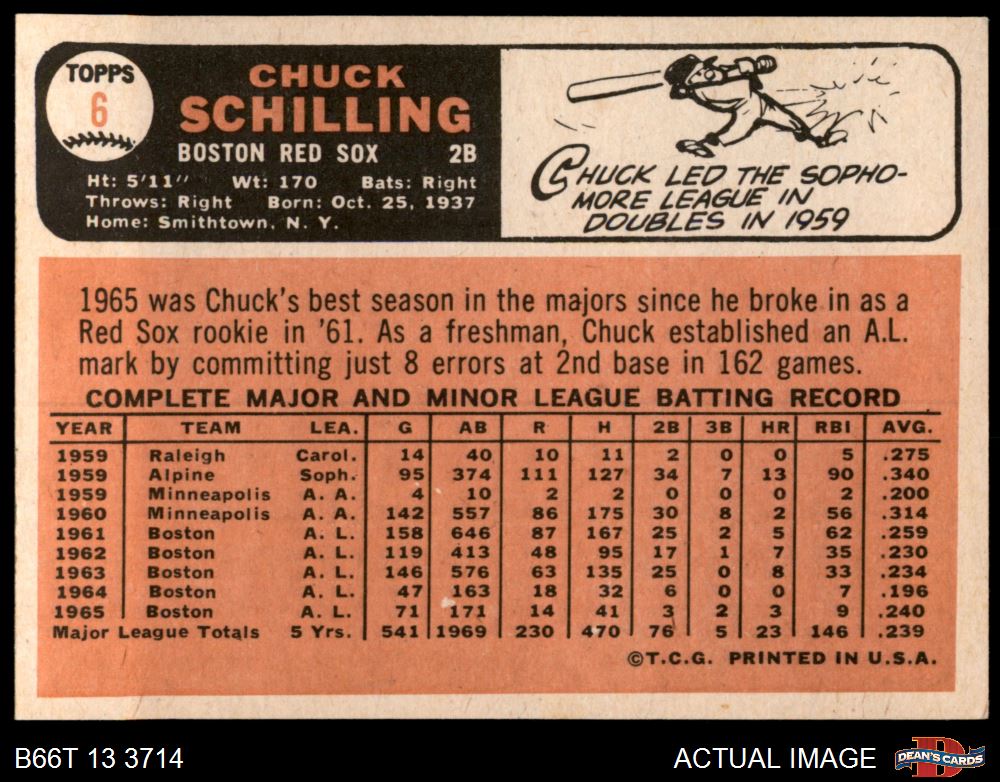 TOPPS
6
CHUCK
SCHILLING
BOSTON RED SOX 2B
Ht: 5'11" Wt: 170 Bats: Right
Throws: Right Born: Oct. 25, 1937
Home: Smithtown, N. Y.
CHUCK LED THE SOPHO-
MORE LEAGUE IN
DOUBLES IN 1959
1965 was Chuck's best season in the majors since he broke in as a
Red Sox rookie in '61. As a freshman, Chuck established an A.L.
mark by committing just 8 errors at 2nd base in 162 games.
COMPLETE MAJOR AND MINOR LEAGUE BATTING RECORD
YEAR TEAM LEA. G AB R H 2B 3B HR RBI AVG.
1959 Raleigh Carol. 14 40 10 11 2 0 0 5 .275
1959 Alpine Soph. 95 374 111 127 34 7 13 90 .340
1959 Minneapolis A. A. 4 10 2 2 0 0 0 2 .200
1960 Minneapolis A. A. 142 557 86 175 30 8 2 56 .314
1961 Boston A. L. 158 646 87 167 25 2 5 62 .259
1962 Boston A. L. 119 413 48 95 17 1 7 35 .230
1963 Boston A. L. 146 576 63 135 25 0 8 33 .234
1964 Boston A. L. 47 163 18 32 6 0 0 7 .196
1965 Boston A. L. 71 171 14 41 3 2 3 9 .240
Major League Totals 5 Yrs. 541 1969 230 470 76 5 23 146 .239
©T.C.G. PRINTED IN U.S.A.
B66T 13 3714 ACTUAL IMAGE
D
DEAN'S CARDS